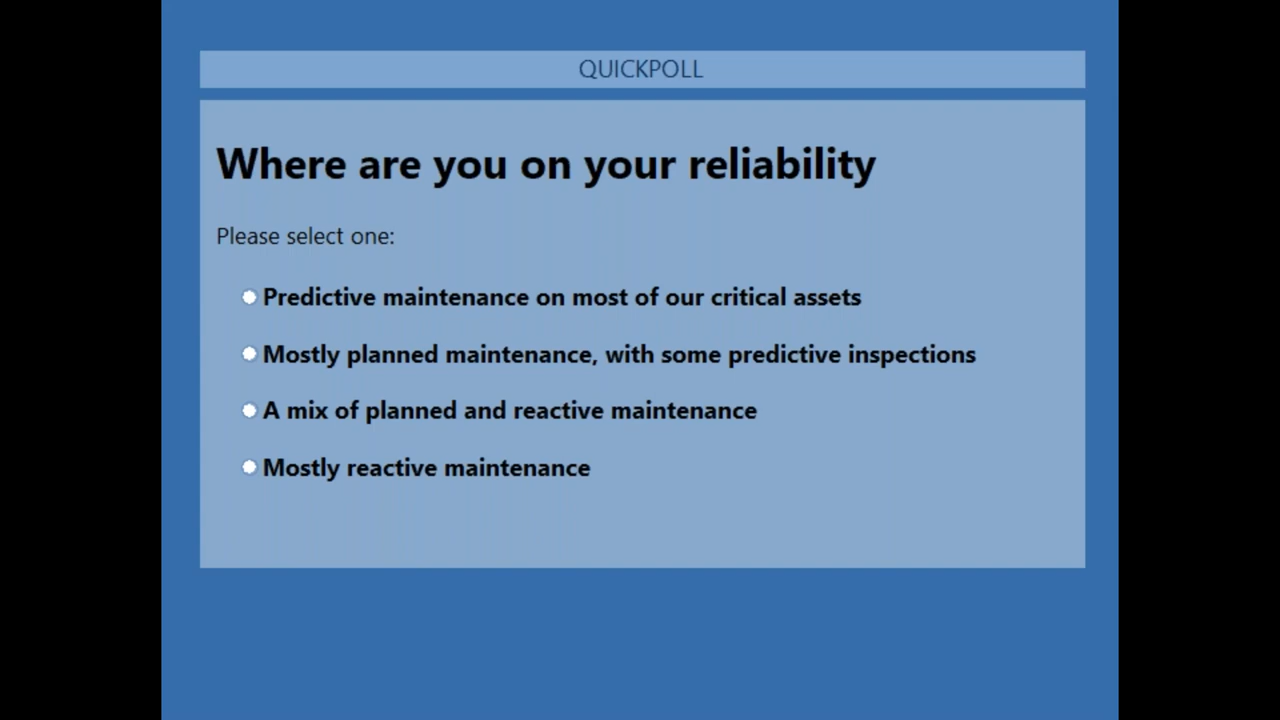 QUICKPOLL
Where are you on your reliability
Please select one:
Predictive maintenance on most of our critical assets
Mostly planned maintenance, with some predictive inspections
A mix of planned and reactive maintenance
Mostly reactive maintenance